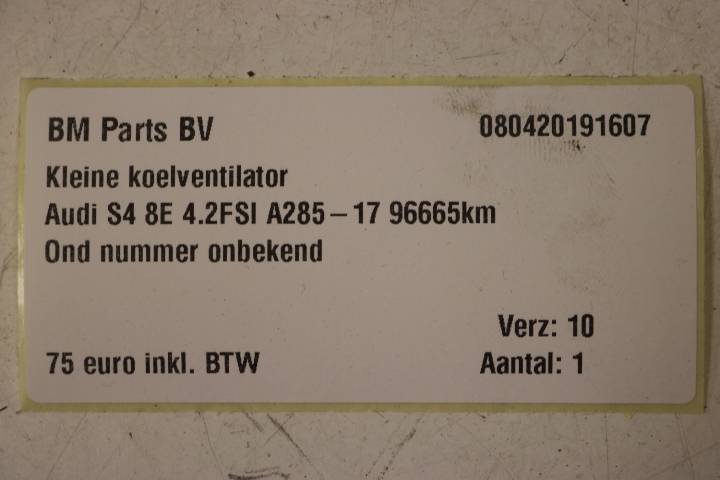 BM Parts BV 080420191607
Kleine koelventilator
Audi S4 8E 4.2FSI A285-17 96665km
Ond nummer onbekend
Verz: 10
75 euro inkl. BTW Aantal: 1